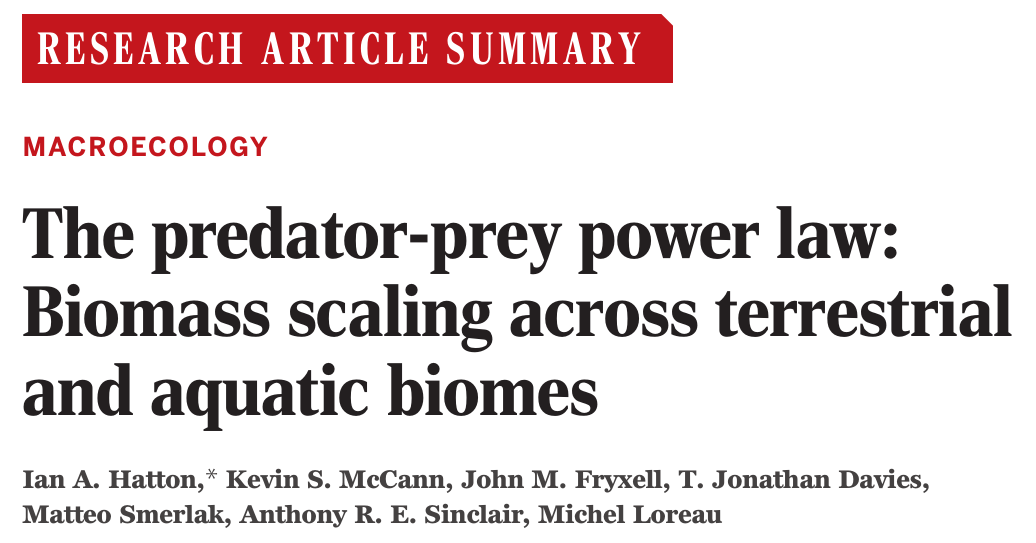 RESEARCH ARTICLE SUMMARY
MACROECOLOGY
The predator-prey power law:
Biomass scaling across terrestrial
and aquatic biomes
Ian A. Hatton,* Kevin S. McCann, John M. Fryxell, T. Jonathan Davies,
Matteo Smerlak, Anthony R. E. Sinclair, Michel Loreau